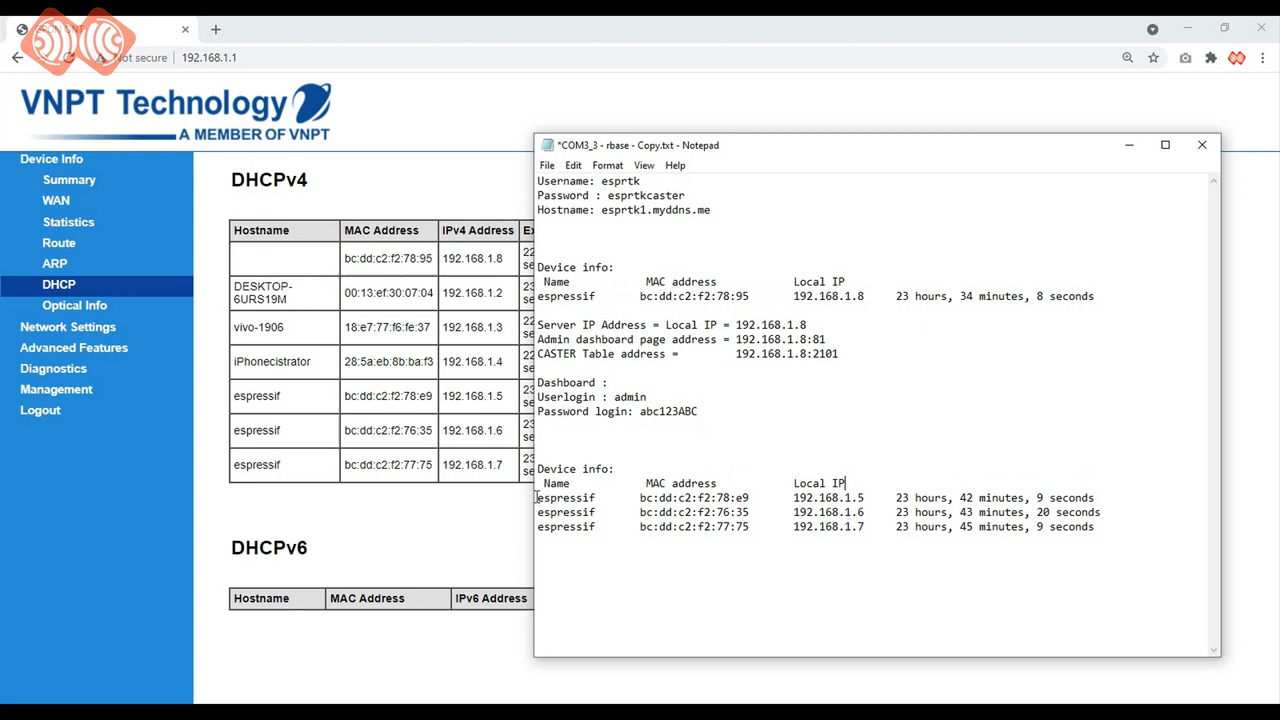 Not secure
192.168.1.1
VNPT Technology
A MEMBER OF VNPT
Device Info
Summary
WAN
Statistics
Route
ARP
DHCP
Optical Info
Network Settings
Advanced Features
Diagnostics
Management
Logout
DHCPv4
Hostname MAC Address IPv4 Address
bc:dd:c2:f2:78:95 192.168.1.8
DESKTOP-
6URS19M 00:13:ef:30:07:04 192.168.1.2
vivo-1906 18:e7:77:f6:fe:37 192.168.1.3
iPhonecistrator 28:5a:eb:8b:ba:f3 192.168.1.4
espressif bc:dd:c2:f2:78:e9 192.168.1.5
espressif bc:dd:c2:f2:76:35 192.168.1.6
espressif bc:dd:c2:f2:77:75 192.168.1.7
DHCPv6
Hostname MAC Address IPv6 Address
*COM3_3 - rbase - Copy.txt - Notepad
File Edit Format View Help
Username: esprtk
Password : esprtkcaster
Hostname: esprtk1.myddns.me
Device info:
Name MAC address Local IP
espressif bc:dd:c2:f2:78:95 192.168.1.8 23 hours, 34 minutes, 8 seconds
Server IP Address = Local IP = 192.168.1.8
Admin dashboard page address = 192.168.1.8:81
CASTER Table address = 192.168.1.8:2101
Dashboard :
Userlogin : admin
Password login: abc123ABC
Device info:
Name MAC address Local IP
espressif bc:dd:c2:f2:78:e9 192.168.1.5 23 hours, 42 minutes, 9 seconds
espressif bc:dd:c2:f2:76:35 192.168.1.6 23 hours, 43 minutes, 20 seconds
espressif bc:dd:c2:f2:77:75 192.168.1.7 23 hours, 45 minutes, 9 seconds